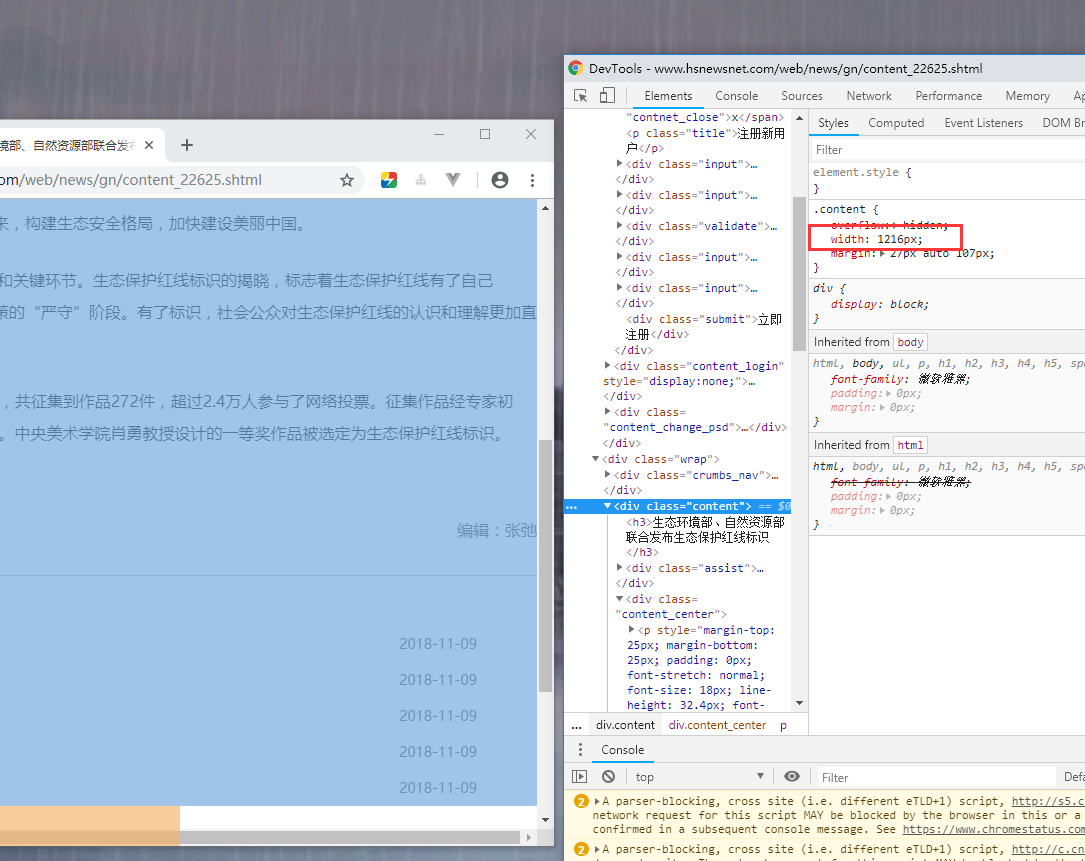 境部、自然资源部联合发布
om/web/news/gn/content_22625.shtml
来，构建生态安全格局，加快建设美丽中国。
和关键环节。生态保护红线标识的揭晓，标志着生态保护红线有了自己
策的“严守”阶段。有了标识，社会公众对生态保护红线的认识和理解更加直
，共征集到作品272件，超过2.4万人参与了网络投票。征集作品经专家初
。中央美术学院肖勇教授设计的一等奖作品被选定为生态保护红线标识。
编辑：张弛
2018-11-09
2018-11-09
2018-11-09
2018-11-09
2018-11-09
DevTools - www.hsnewsnet.com/web/news/gn/content_22625.shtml
Elements Console Sources Network Performance Memory Ap
"contnet_close">x</span>
<p class="title">注册新用
户</p>
<div class="input">…
</div>
<div class="input">…
</div>
<div class="validate">…
</div>
<div class="input">…
</div>
<div class="input">…
</div>
<div class="submit">立即
注册</div>
</div>
<div class="content_login"
style="display:none;">…
</div>
<div class=
"content_change_psd">…</div>
</div>
<div class="wrap">
<div class="crumbs_nav">…
</div>
… <div class="content"> == $0
<h3>生态环境部、自然资源部
联合发布生态保护红线标识
</h3>
<div class="assist">…
</div>
<div class=
"content_center">
<p style="margin-top:
25px; margin-bottom:
25px; padding: 0px;
font-stretch: normal;
font-size: 18px; line-
height: 32.4px; font-
... div.content div.content_center p
Styles Computed Event Listeners DOM Br
Filter
element.style {
}
.content {
overflow: hidden;
width: 1216px;
margin: 27px auto 107px;
}
div {
display: block;
}
Inherited from body
html, body, ul, p, h1, h2, h3, h4, h5, spa
font-family: 微软雅黑;
padding: 0px;
margin: 0px;
}
Inherited from html
html, body, ul, p, h1, h2, h3, h4, h5, spa
font-family: 微软雅黑;
padding: 0px;
margin: 0px;
}
Console
top Filter Defa
2 A parser-blocking, cross site (i.e. different eTLD+1) script, http://s5.c
network request for this script MAY be blocked by the browser in this or a
confirmed in a subsequent console message. See https://www.chromestatus.com
2 A parser-blocking, cross site (i.e. different eTLD+1) script, http://c.cn